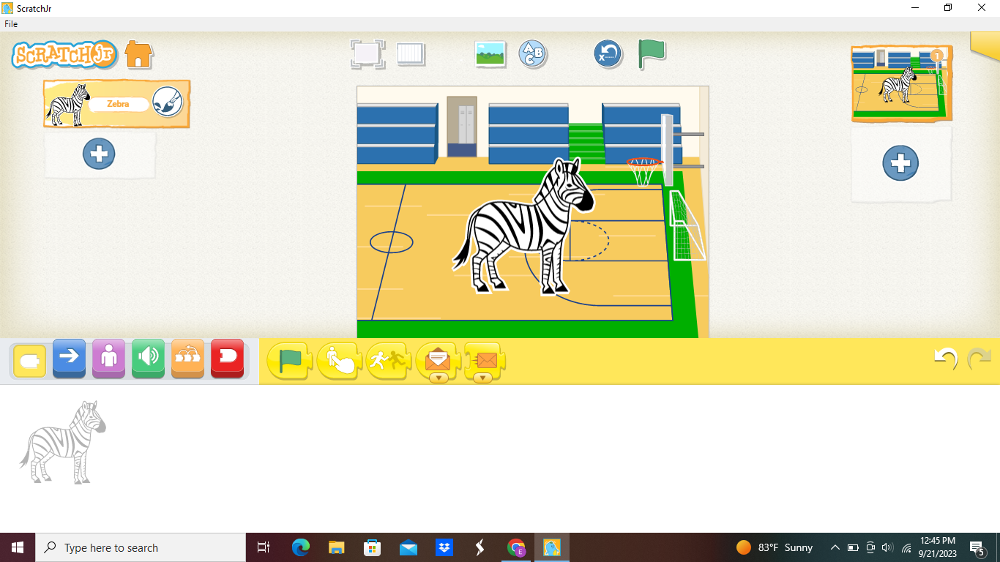 ScratchJr
File
SCRATCHJr
A B C
X
1
Zebra
Type here to search
E
83°F Sunny
12:45 PM
9/21/2023
5